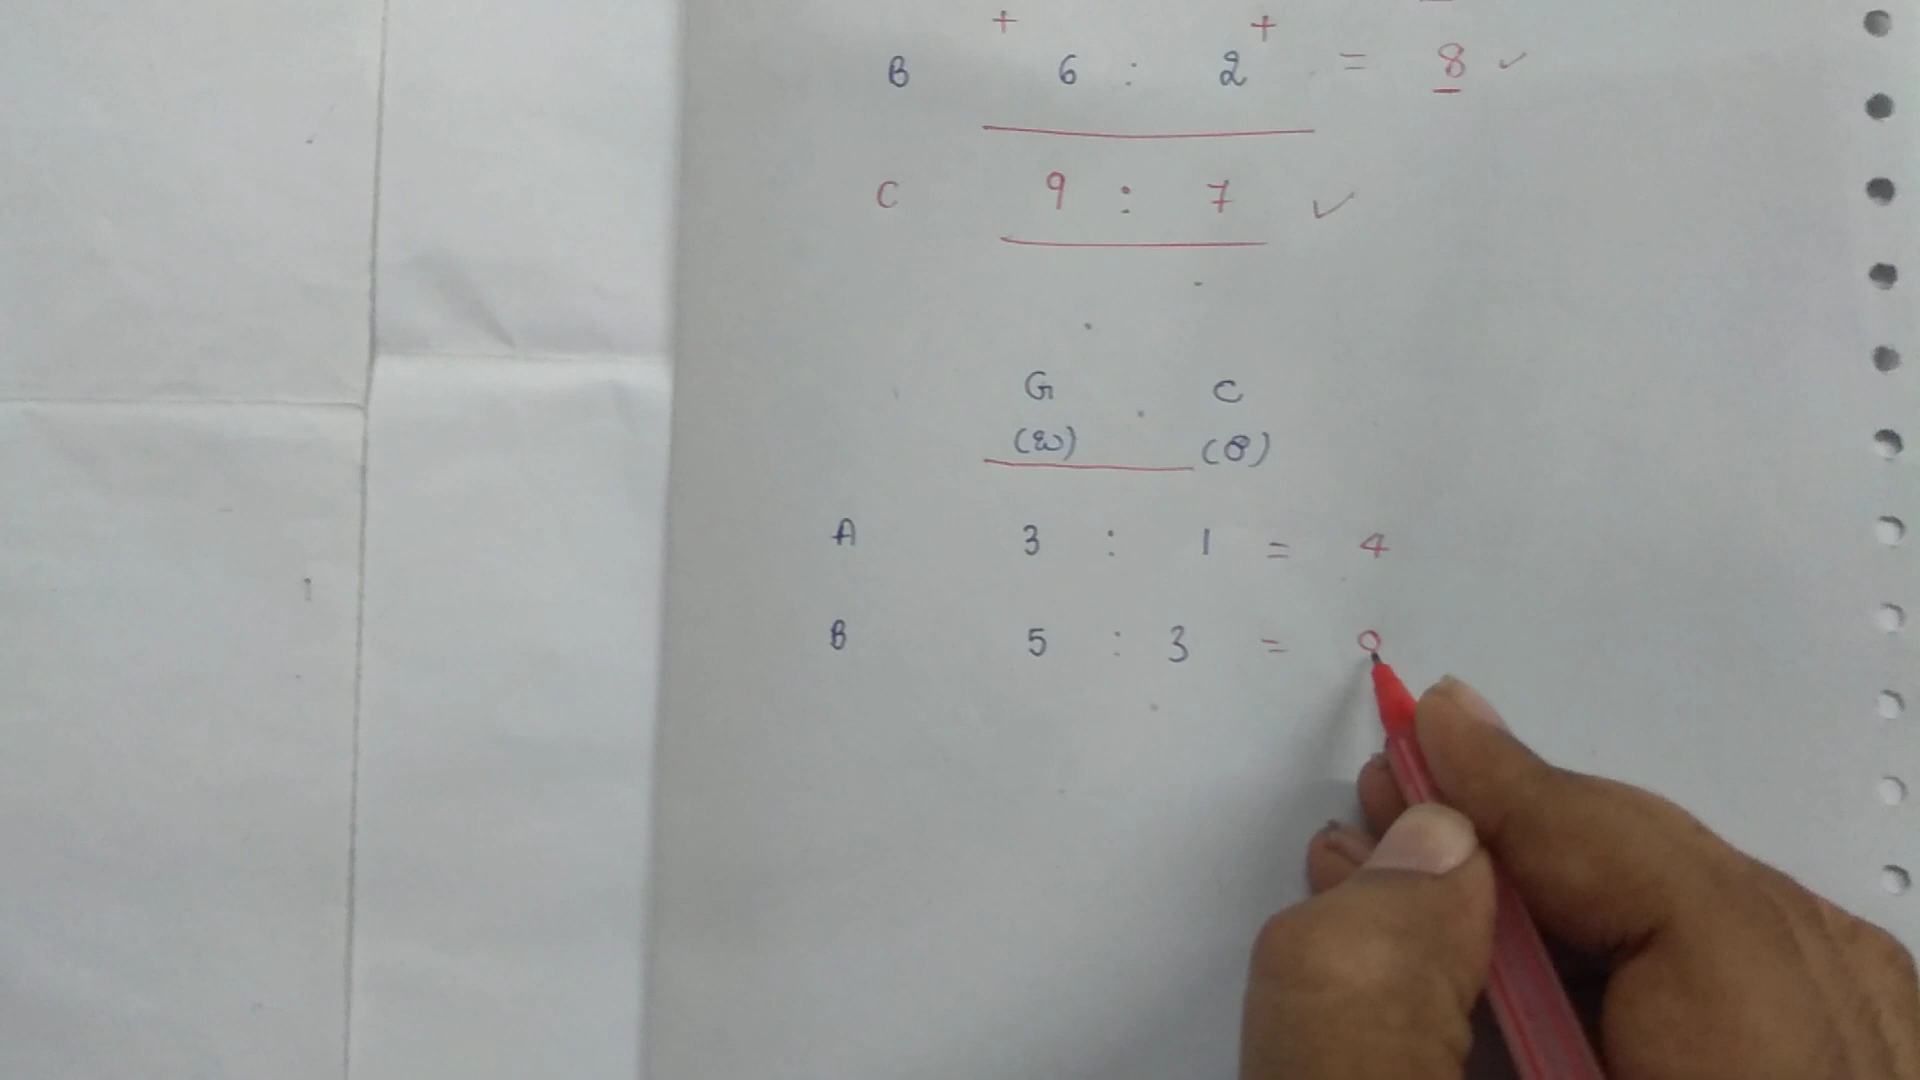 + +
B 6 : 2 = 8 ✓
C 9 : 7 ✓
G C
A 3 : 1 = 4
B 5 : 3 =